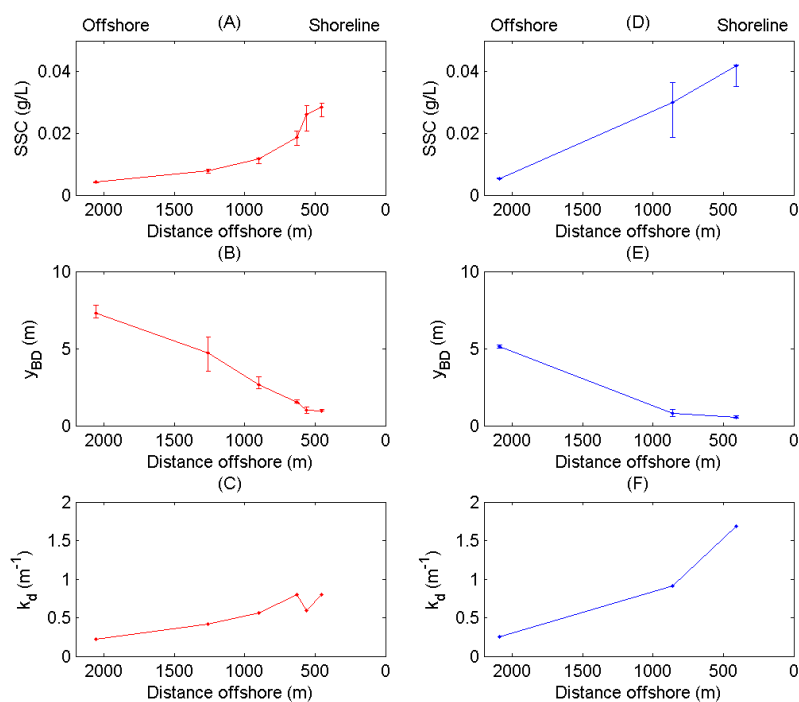 Offshore (A) Shoreline
SSC (g/L)
0.04
0.02
0
2000 1500 1000 500 0
Distance offshore (m)
(B)
y_BD (m)
10
5
0
2000 1500 1000 500 0
Distance offshore (m)
(C)
k_d (m^-1)
2
1.5
1
0.5
0
2000 1500 1000 500 0
Distance offshore (m)
Offshore (D) Shoreline
SSC (g/L)
0.04
0.02
0
2000 1500 1000 500 0
Distance offshore (m)
(E)
y_BD (m)
10
5
0
2000 1500 1000 500 0
Distance offshore (m)
(F)
k_d (m^-1)
2
1.5
1
0.5
0
2000 1500 1000 500 0
Distance offshore (m)